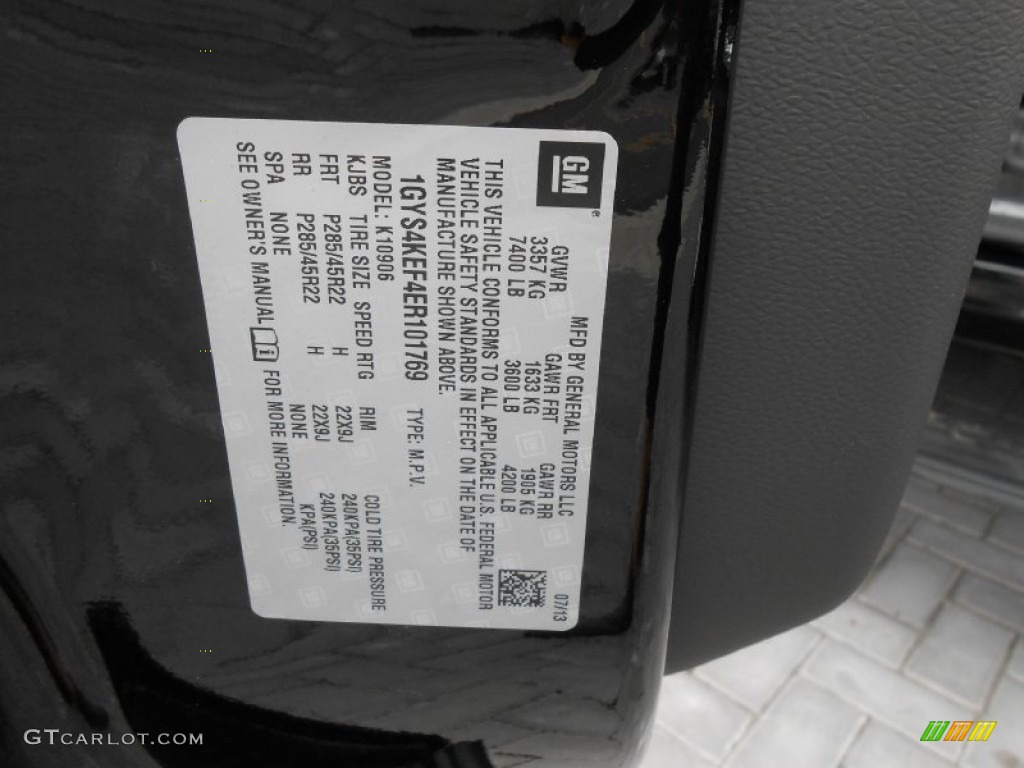 GM
MFD BY GENERAL MOTORS LLC 07/13
GVWR GAWR FRT GAWR RR
3357 KG 1633 KG 1905 KG
7400 LB 3600 LB 4200 LB
THIS VEHICLE CONFORMS TO ALL APPLICABLE U.S. FEDERAL MOTOR
VEHICLE SAFETY STANDARDS IN EFFECT ON THE DATE OF
MANUFACTURE SHOWN ABOVE.
1GYS4KEF4ER101769 TYPE: M.P.V.
MODEL: K10906
KJBS TIRE SIZE SPEED RTG RIM COLD TIRE PRESSURE
FRT P285/45R22 H 22X9J 240KPA(35PSI)
RR P285/45R22 H 22X9J 240KPA(35PSI)
SPA NONE NONE KPA(PSI)
SEE OWNER'S MANUAL FOR MORE INFORMATION.
GTCARLOT.COM